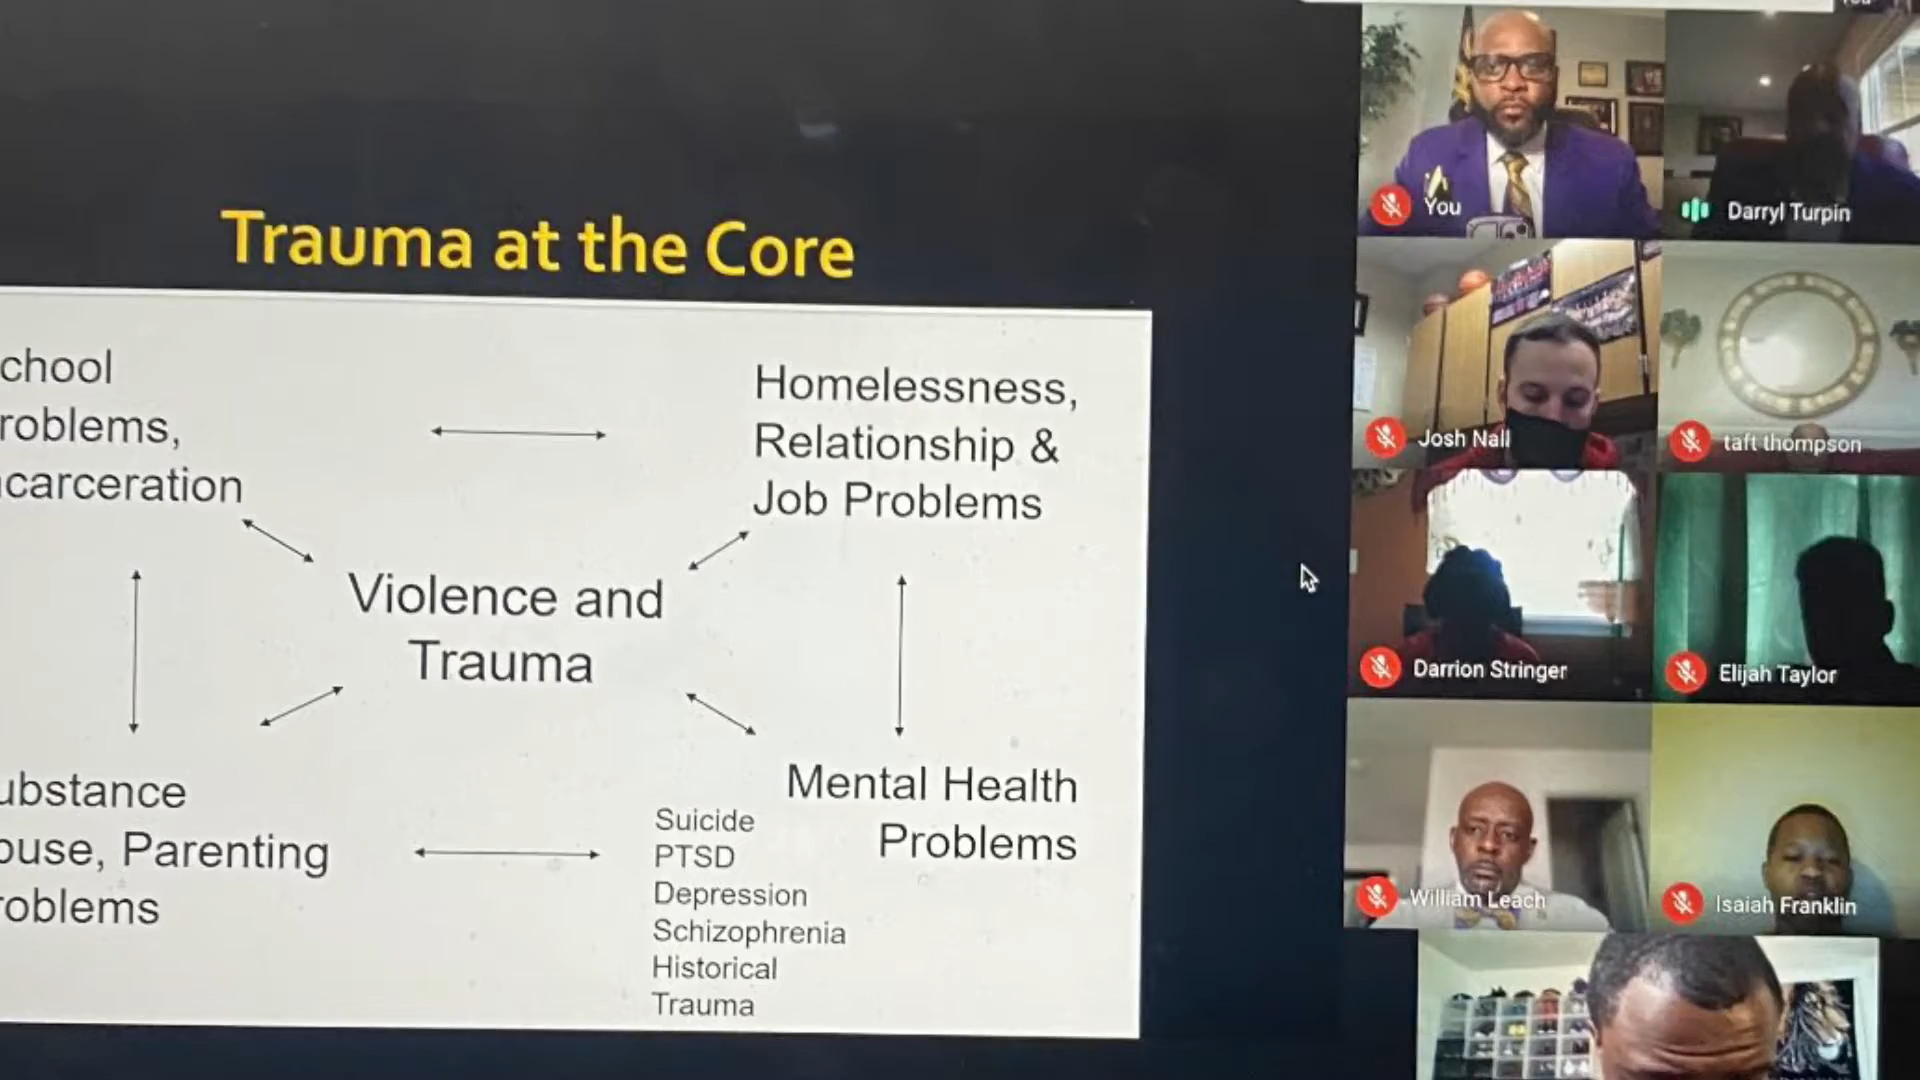 Trauma at the Core
chool
roblems,
ncarceration
Homelessness,
Relationship &
Job Problems
Violence and
Trauma
ubstance
buse, Parenting
roblems
Mental Health
Problems
Suicide
PTSD
Depression
Schizophrenia
Historical
Trauma
You
You
Darryl Turpin
Josh Nall
taft thompson
Darrion Stringer
Elijah Taylor
William Leach
Isaiah Franklin